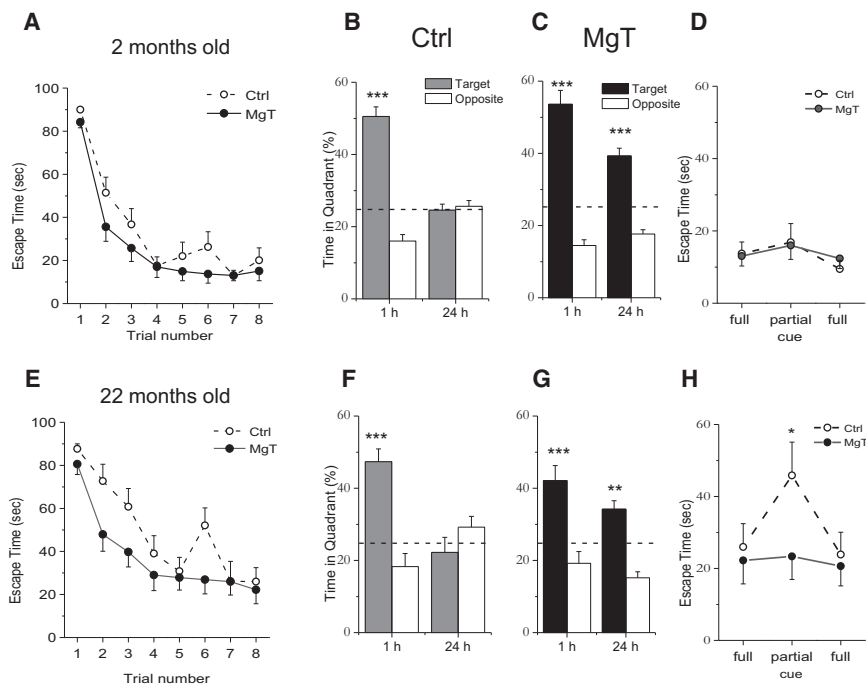 A
2 months old
Ctrl
MgT
Escape Time (sec)
100
80
60
40
20
0
1 2 3 4 5 6 7 8
Trial number
B
Ctrl
Target
Opposite
***
Time in Quadrant (%)
60
40
20
0
1 h 24 h
C
MgT
Target
Opposite
***
***
60
40
20
0
1 h 24 h
D
Ctrl
MgT
Escape Time (sec)
60
40
20
0
full partial full
cue
E
22 months old
Ctrl
MgT
Escape Time (sec)
100
80
60
40
20
0
1 2 3 4 5 6 7 8
Trial number
F
***
Time in Quadrant (%)
60
40
20
0
1 h 24 h
G
***
**
60
40
20
0
1 h 24 h
H
Ctrl
MgT
*
Escape Time (sec)
60
40
20
0
full partial full
cue